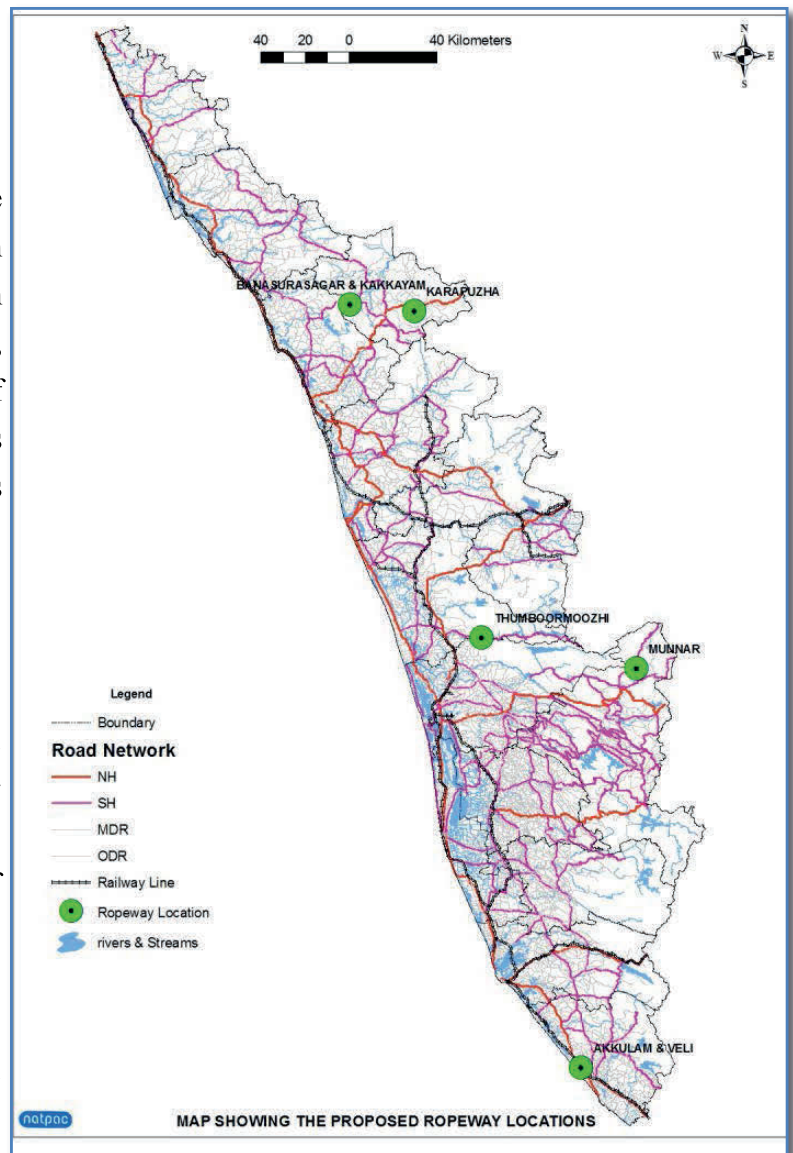 40 20 0 40 Kilometers
N
W E
S
BANASURASAGAR & KAKKAYAM
KARAPUZHA
THUMBOORMOOZHI
MUNNAR
Legend
Boundary
Road Network
NH
SH
MDR
ODR
Railway Line
Ropeway Location
rivers & Streams
AKKULAM & VELI
natpac
MAP SHOWING THE PROPOSED ROPEWAY LOCATIONS